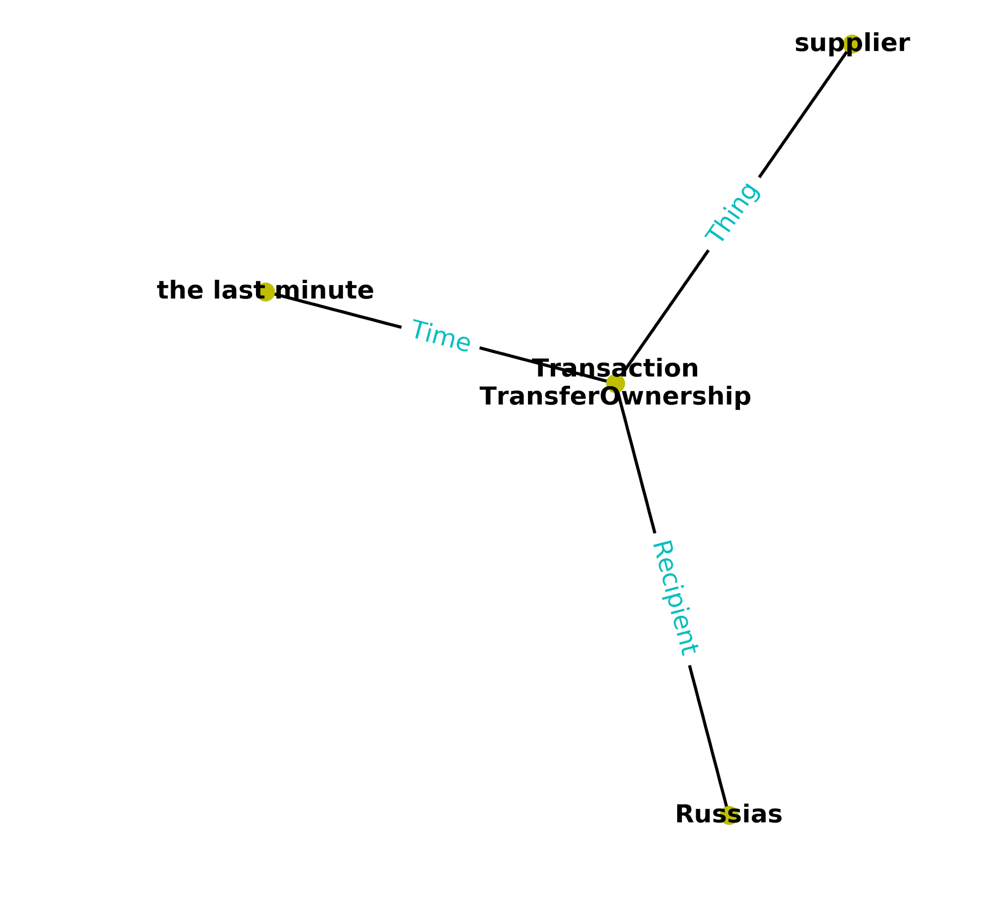 supplier
Thing
the last minute
Time
Transaction
TransferOwnership
Recipient
Russias